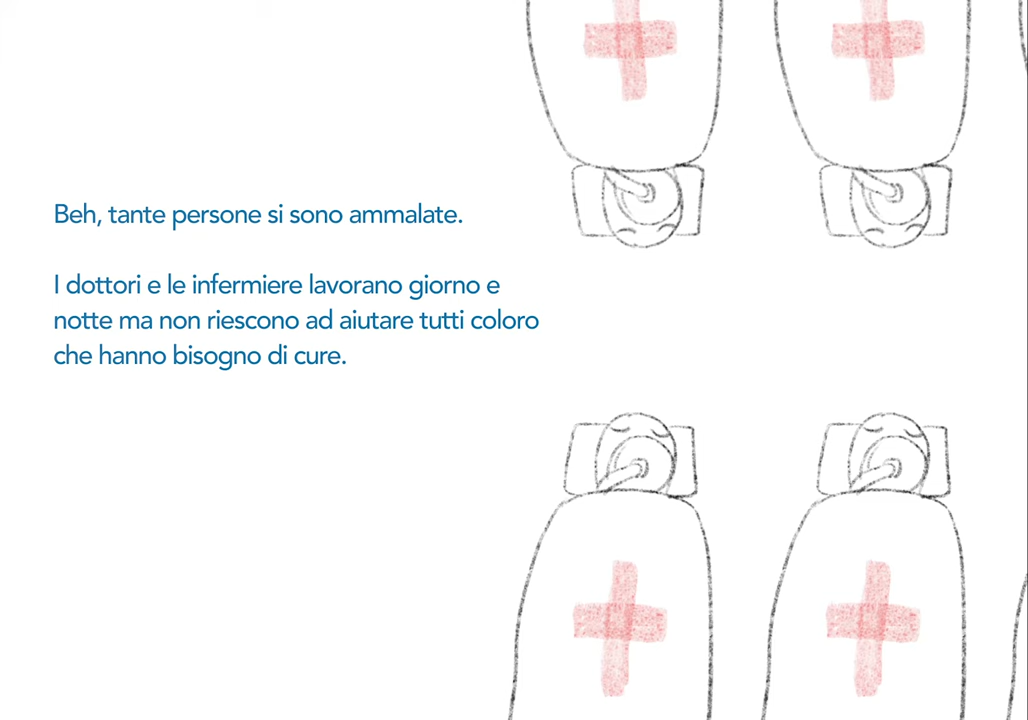 Beh, tante persone si sono ammalate.
I dottori e le infermiere lavorano giorno e
notte ma non riescono ad aiutare tutti coloro
che hanno bisogno di cure.